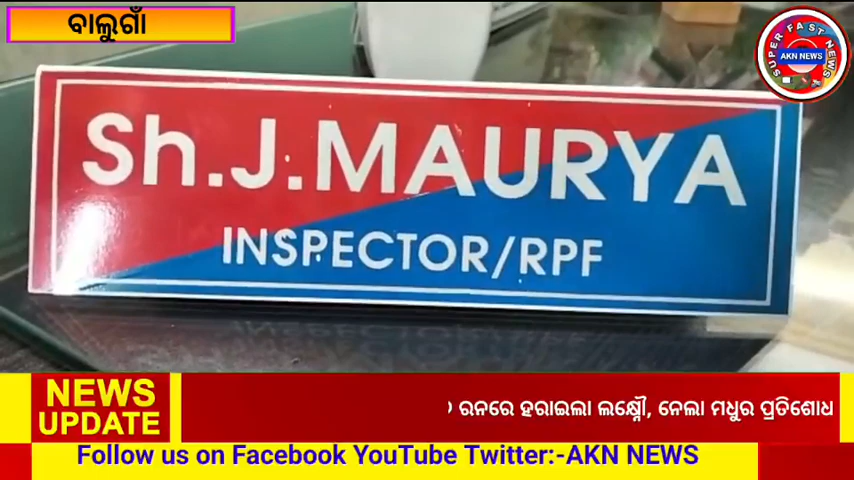 ବାଲୁଗାଁ
SUPER FAST NEWS
AKN NEWS
Sh.J.MAURYA
INSPECTOR/RPF
NEWS
UPDATE
ରନରେ ହରାଇଲା ଲକ୍ଷ୍ନୌ, ନେଲା ମଧୁର ପ୍ରତିଶୋଧ
Follow us on Facebook YouTube Twitter:-AKN NEWS